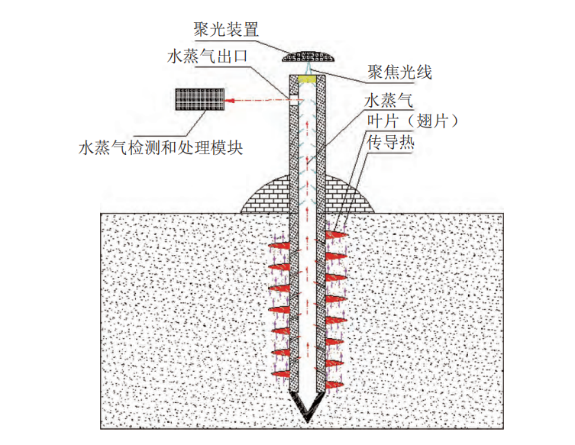 聚光装置
水蒸气出口
聚焦光线
水蒸气
叶片（翅片）
传导热
水蒸气检测和处理模块